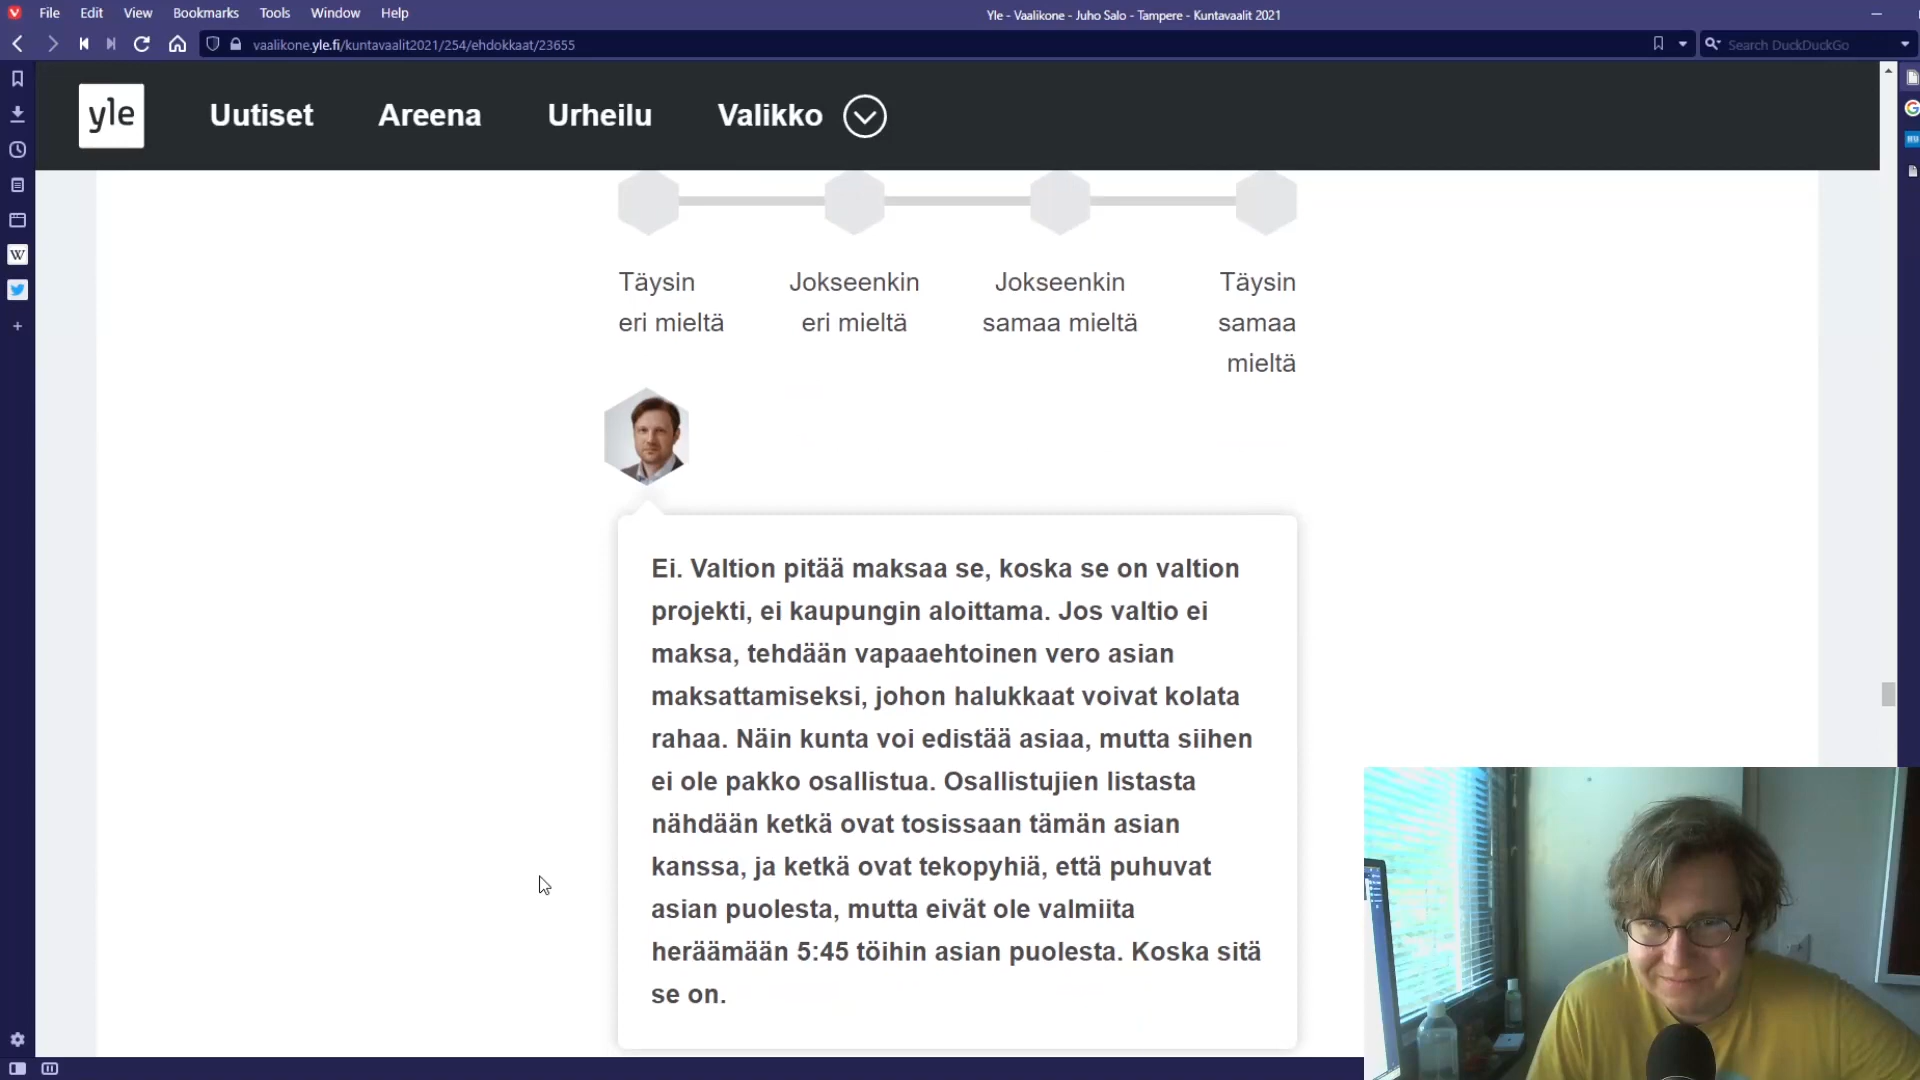 File Edit View Bookmarks Tools Window Help
Yle - Vaalikone - Juho Salo - Tampere - Kuntavaalit 2021
vaalikone.yle.fi/kuntavaalit2021/254/ehdokkaat/23655
Search DuckDuckGo
yle Uutiset Areena Urheilu Valikko
W
Täysin
eri mieltä
Jokseenkin
eri mieltä
Jokseenkin
samaa mieltä
Täysin
samaa
mieltä
Ei. Valtion pitää maksaa se, koska se on valtion
projekti, ei kaupungin aloittama. Jos valtio ei
maksa, tehdään vapaaehtoinen vero asian
maksattamiseksi, johon halukkaat voivat kolata
rahaa. Näin kunta voi edistää asiaa, mutta siihen
ei ole pakko osallistua. Osallistujien listasta
nähdään ketkä ovat tosissaan tämän asian
kanssa, ja ketkä ovat tekopyhiä, että puhuvat
asian puolesta, mutta eivät ole valmiita
heräämään 5:45 töihin asian puolesta. Koska sitä
se on.